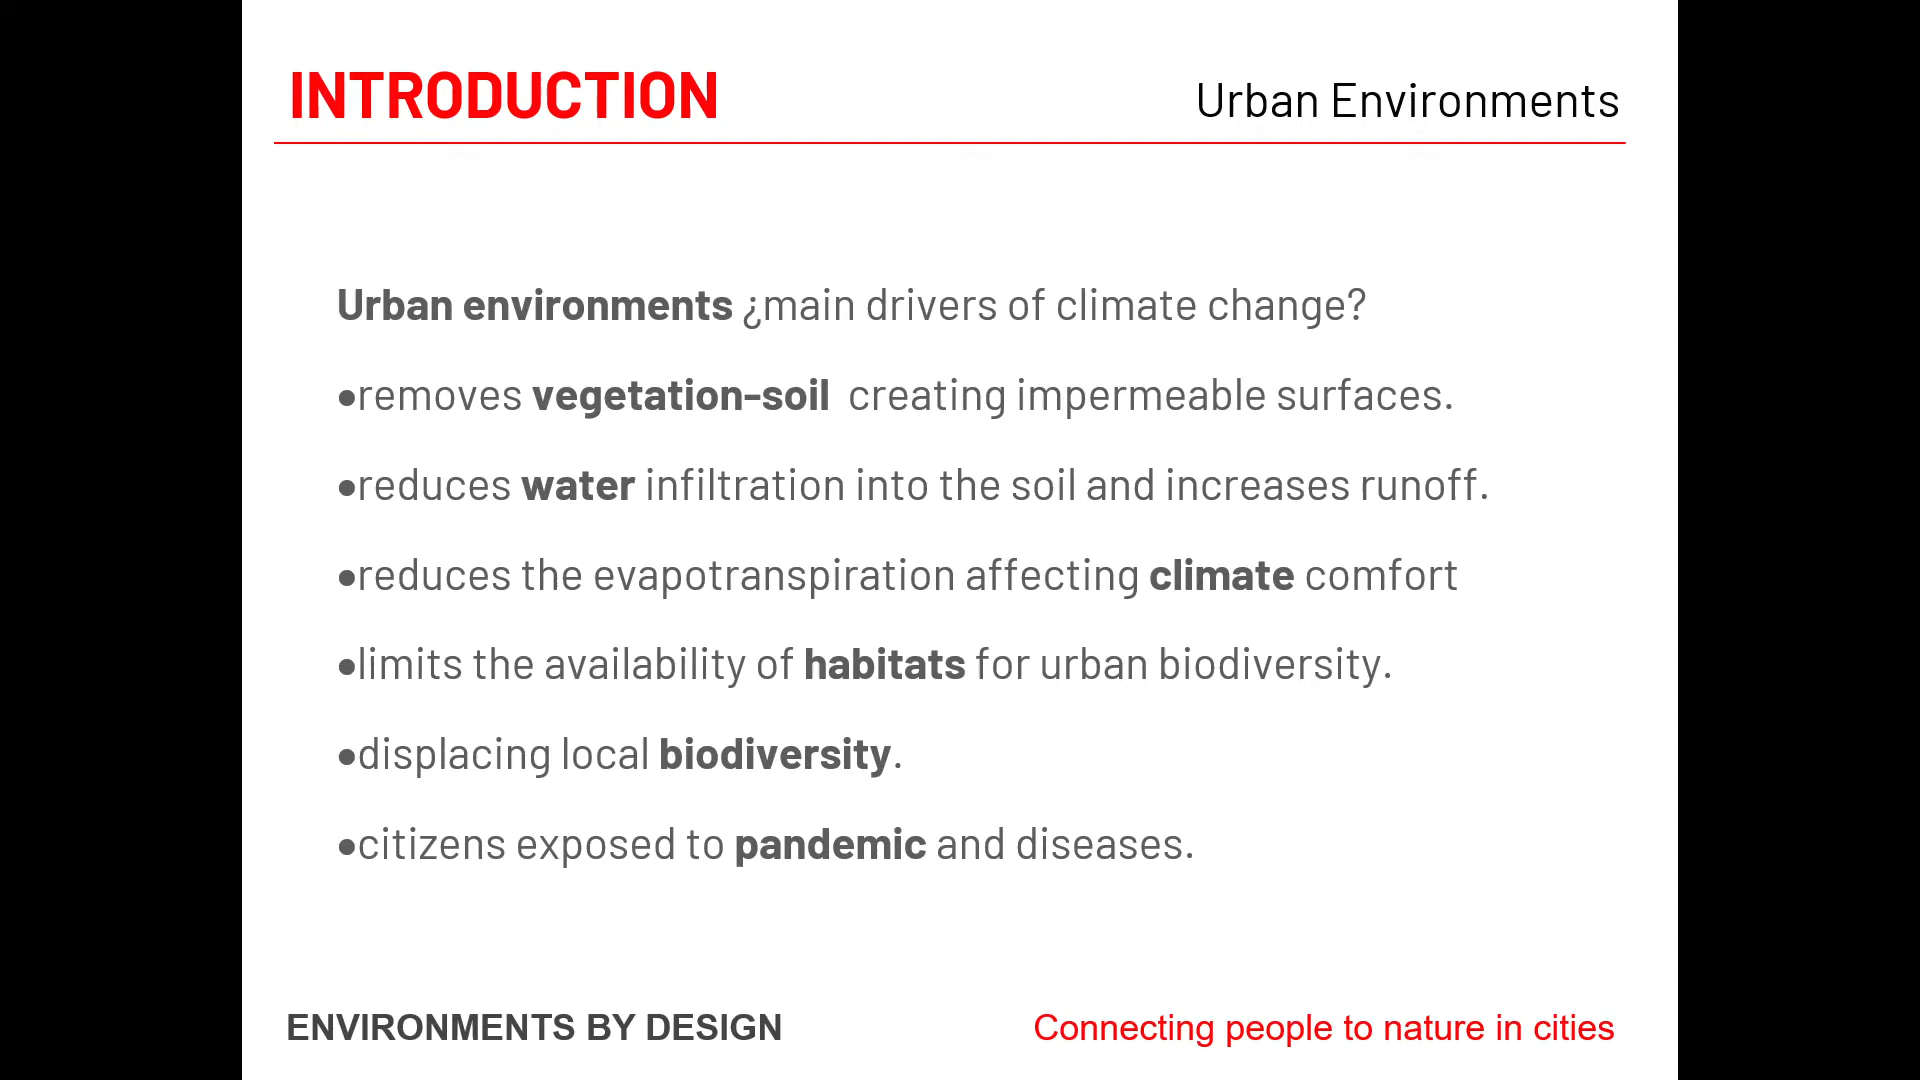 INTRODUCTION
Urban Environments
Urban environments ¿main drivers of climate change?
•removes vegetation-soil  creating impermeable surfaces.
•reduces water infiltration into the soil and increases runoff.
•reduces the evapotranspiration affecting climate comfort
•limits the availability of habitats for urban biodiversity.
•displacing local biodiversity.
•citizens exposed to pandemic and diseases.
ENVIRONMENTS BY DESIGN
Connecting people to nature in cities